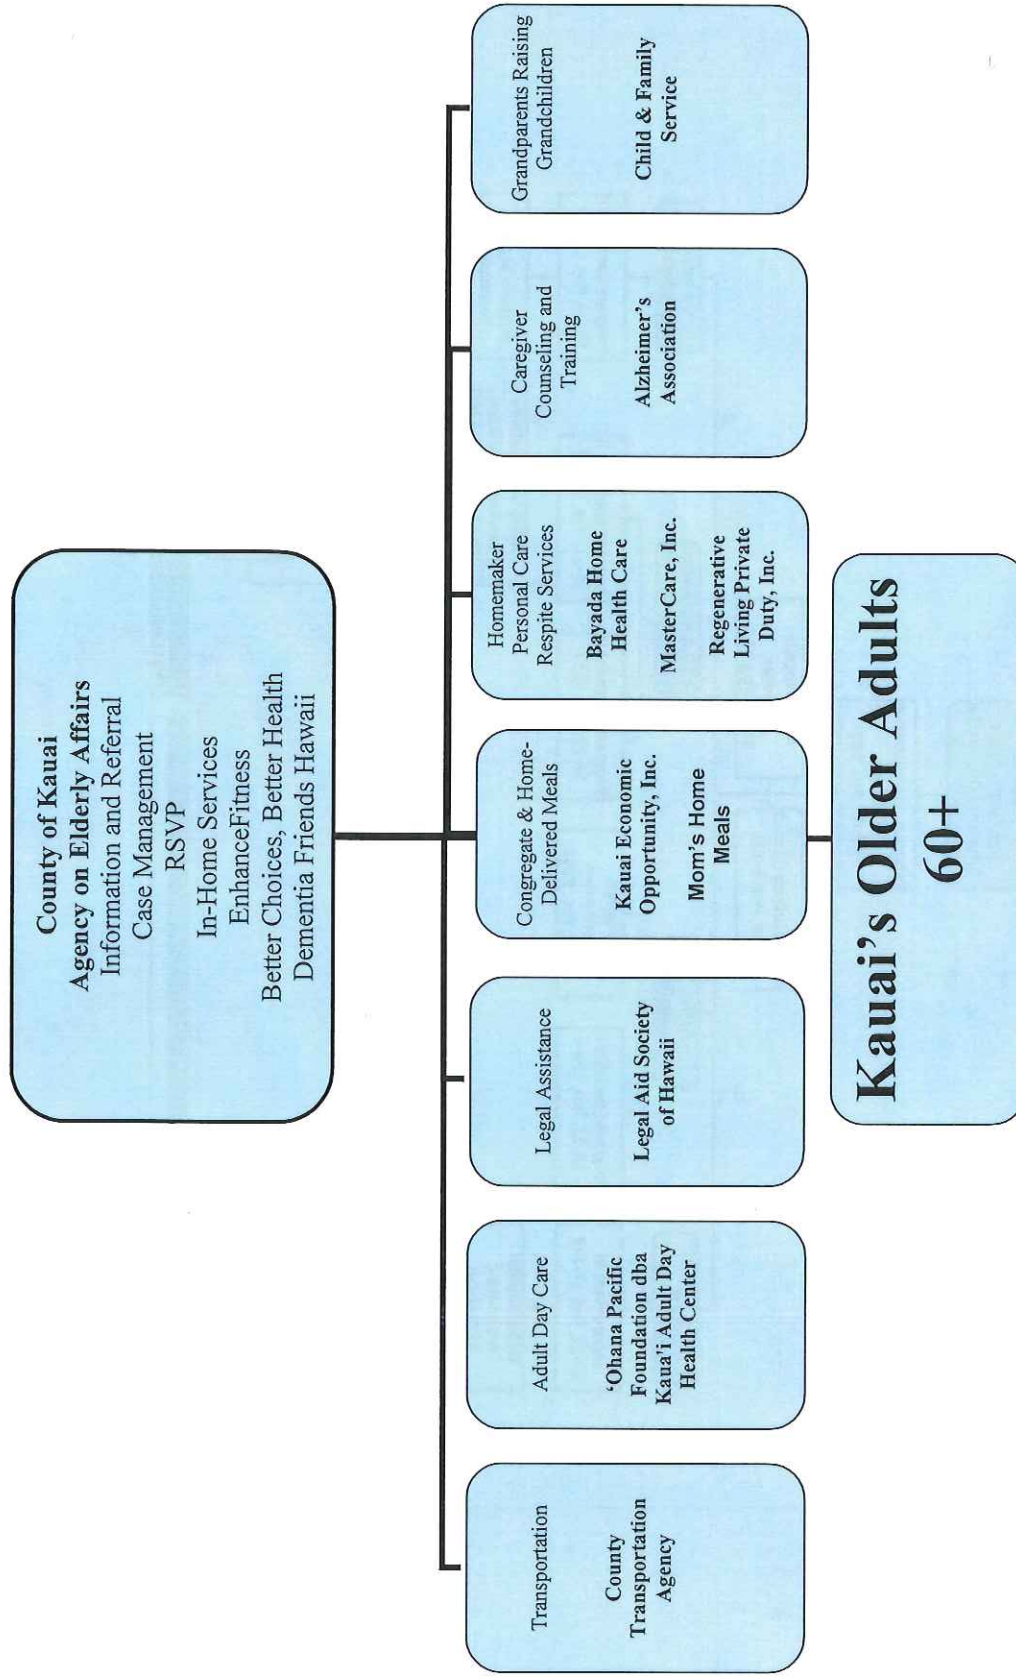 County of Kauai
Agency on Elderly Affairs
Information and Referral
Case Management
RSVP
In-Home Services
EnhanceFitness
Better Choices, Better Health
Dementia Friends Hawaii
Transportation
County
Transportation
Agency
Adult Day Care
‘Ohana Pacific
Foundation dba
Kaua'i Adult Day
Health Center
Legal Assistance
Legal Aid Society
of Hawaii
Congregate & Home-
Delivered Meals
Kauai Economic
Opportunity, Inc.
Mom's Home
Meals
Homemaker
Personal Care
Respite Services
Bayada Home
Health Care
MasterCare, Inc.
Regenerative
Living Private
Duty, Inc.
Caregiver
Counseling and
Training
Alzheimer's
Association
Grandparents Raising
Grandchildren
Child & Family
Service
Kauai's Older Adults
60+